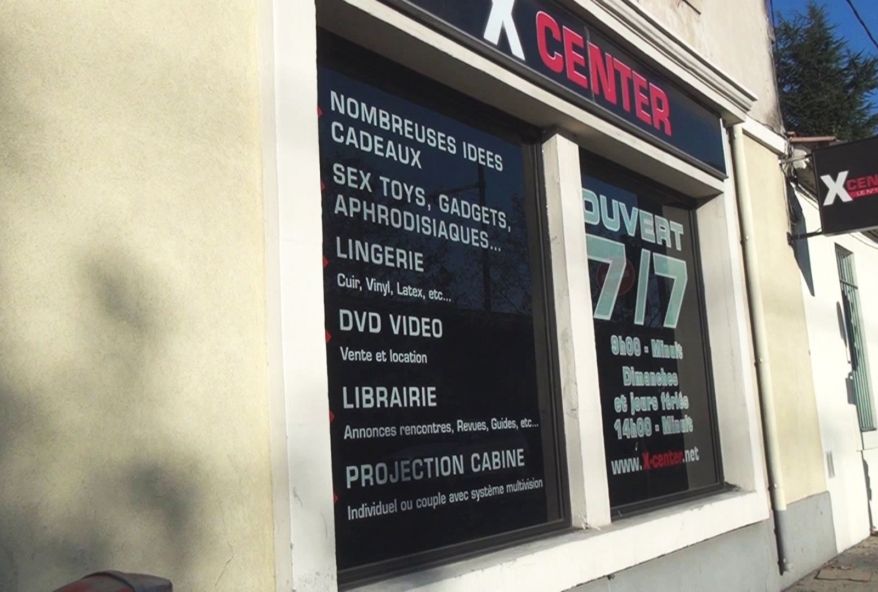 X CENTER
NOMBREUSES IDEES
CADEAUX
SEX TOYS, GADGETS,
APHRODISIAQUES...
LINGERIE
Cuir, Vinyl, Latex, etc...
DVD VIDEO
Vente et location
LIBRAIRIE
Annonces rencontres, Revues, Guides, etc...
PROJECTION CABINE
Individuel ou couple avec système multivision
OUVERT
7/7
9h00 - Minuit
Dimanches
et jours fériés
14h00 - Minuit
www.X-center.net
X CEN